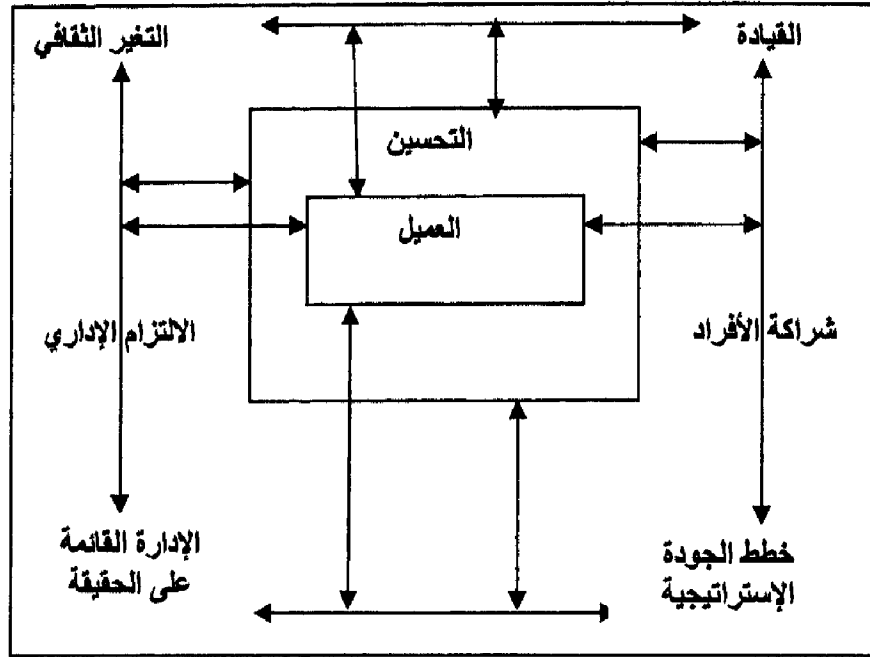 القيادة
التغير الثقافي
التحسين
العميل
شراكة الأفراد
الالتزام الإداري
خطط الجودة
الإستراتيجية
الإدارة القائمة
على الحقيقة